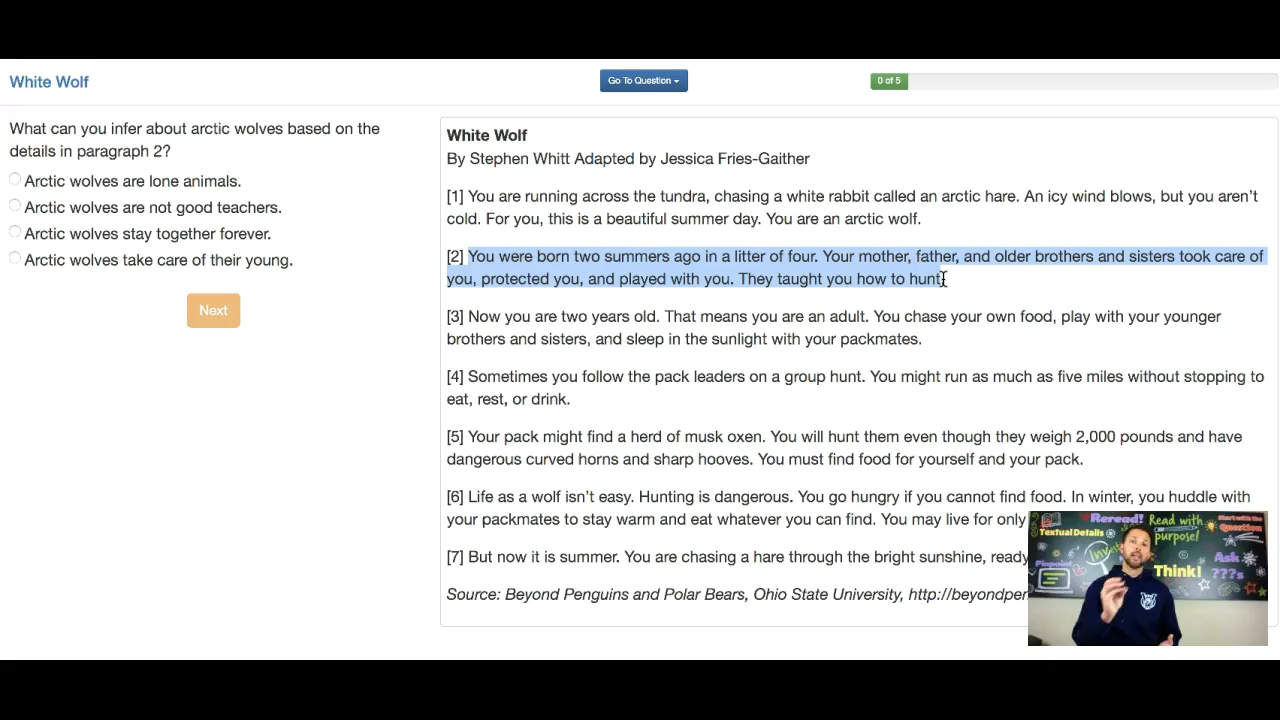 White Wolf
Go To Question
0 of 5
What can you infer about arctic wolves based on the
details in paragraph 2?
Arctic wolves are lone animals.
Arctic wolves are not good teachers.
Arctic wolves stay together forever.
Arctic wolves take care of their young.
Next
White Wolf
By Stephen Whitt Adapted by Jessica Fries-Gaither
[1] You are running across the tundra, chasing a white rabbit called an arctic hare. An icy wind blows, but you aren't
cold. For you, this is a beautiful summer day. You are an arctic wolf.
[2] You were born two summers ago in a litter of four. Your mother, father, and older brothers and sisters took care of
you, protected you, and played with you. They taught you how to hunt.
[3] Now you are two years old. That means you are an adult. You chase your own food, play with your younger
brothers and sisters, and sleep in the sunlight with your packmates.
[4] Sometimes you follow the pack leaders on a group hunt. You might run as much as five miles without stopping to
eat, rest, or drink.
[5] Your pack might find a herd of musk oxen. You will hunt them even though they weigh 2,000 pounds and have
dangerous curved horns and sharp hooves. You must find food for yourself and your pack.
[6] Life as a wolf isn't easy. Hunting is dangerous. You go hungry if you cannot find food. In winter, you huddle with
your packmates to stay warm and eat whatever you can find. You may live for only
[7] But now it is summer. You are chasing a hare through the bright sunshine, ready
Source: Beyond Penguins and Polar Bears, Ohio State University, http://beyondpen
Reread!
Textual Details
Read with
purpose!
Start with the
Question
Pinpoint
Think!
Ask
???s